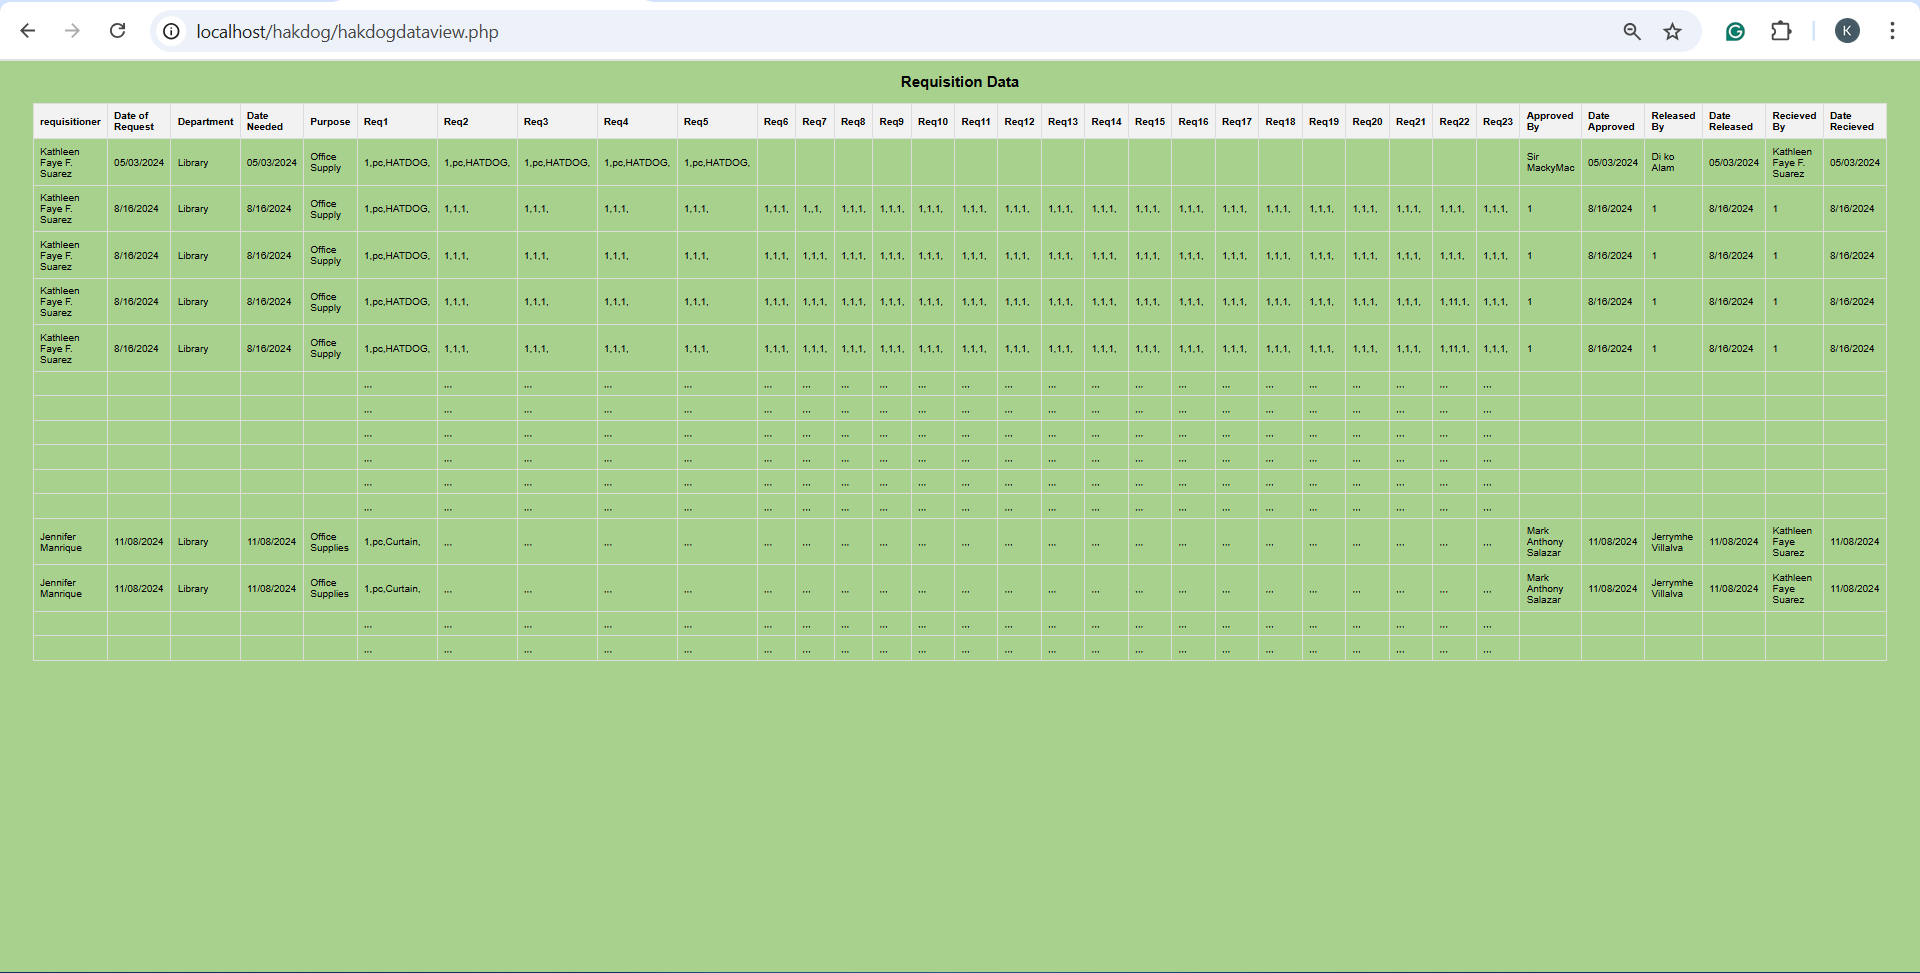 localhost/hakdog/hakdogdataview.php
K
Requisition Data
requisitioner Date of Request Department Date Needed Purpose Req1 Req2 Req3 Req4 Req5 Req6 Req7 Req8 Req9 Req10 Req11 Req12 Req13 Req14 Req15 Req16 Req17 Req18 Req19 Req20 Req21 Req22 Req23 Approved By Date Approved Released By Date Released Recieved By Date Recieved
Kathleen Faye F. Suarez 05/03/2024 Library 05/03/2024 Office Supply 1,pc,HATDOG, 1,pc,HATDOG, 1,pc,HATDOG, 1,pc,HATDOG, 1,pc,HATDOG, Sir MackyMac 05/03/2024 Di ko Alam 05/03/2024 Kathleen Faye F. Suarez 05/03/2024
Kathleen Faye F. Suarez 8/16/2024 Library 8/16/2024 Office Supply 1,pc,HATDOG, 1,1,1, 1,1,1, 1,1,1, 1,1,1, 1,1,1, 1,,1, 1,1,1, 1,1,1, 1,1,1, 1,1,1, 1,1,1, 1,1,1, 1,1,1, 1,1,1, 1,1,1, 1,1,1, 1,1,1, 1,1,1, 1,1,1, 1,1,1, 1,1,1, 1,1,1, 1 8/16/2024 1 8/16/2024 1 8/16/2024
Kathleen Faye F. Suarez 8/16/2024 Library 8/16/2024 Office Supply 1,pc,HATDOG, 1,1,1, 1,1,1, 1,1,1, 1,1,1, 1,1,1, 1,1,1, 1,1,1, 1,1,1, 1,1,1, 1,1,1, 1,1,1, 1,1,1, 1,1,1, 1,1,1, 1,1,1, 1,1,1, 1,1,1, 1,1,1, 1,1,1, 1,1,1, 1,1,1, 1,1,1, 1 8/16/2024 1 8/16/2024 1 8/16/2024
Kathleen Faye F. Suarez 8/16/2024 Library 8/16/2024 Office Supply 1,pc,HATDOG, 1,1,1, 1,1,1, 1,1,1, 1,1,1, 1,1,1, 1,1,1, 1,1,1, 1,1,1, 1,1,1, 1,1,1, 1,1,1, 1,1,1, 1,1,1, 1,1,1, 1,1,1, 1,1,1, 1,1,1, 1,1,1, 1,1,1, 1,1,1, 1,11,1, 1,1,1, 1 8/16/2024 1 8/16/2024 1 8/16/2024
Kathleen Faye F. Suarez 8/16/2024 Library 8/16/2024 Office Supply 1,pc,HATDOG, 1,1,1, 1,1,1, 1,1,1, 1,1,1, 1,1,1, 1,1,1, 1,1,1, 1,1,1, 1,1,1, 1,1,1, 1,1,1, 1,1,1, 1,1,1, 1,1,1, 1,1,1, 1,1,1, 1,1,1, 1,1,1, 1,1,1, 1,1,1, 1,11,1, 1,1,1, 1 8/16/2024 1 8/16/2024 1 8/16/2024
,,, ,,, ,,, ,,, ,,, ,,, ,,, ,,, ,,, ,,, ,,, ,,, ,,, ,,, ,,, ,,, ,,, ,,, ,,, ,,, ,,, ,,, ,,,
,,, ,,, ,,, ,,, ,,, ,,, ,,, ,,, ,,, ,,, ,,, ,,, ,,, ,,, ,,, ,,, ,,, ,,, ,,, ,,, ,,, ,,, ,,,
,,, ,,, ,,, ,,, ,,, ,,, ,,, ,,, ,,, ,,, ,,, ,,, ,,, ,,, ,,, ,,, ,,, ,,, ,,, ,,, ,,, ,,, ,,,
,,, ,,, ,,, ,,, ,,, ,,, ,,, ,,, ,,, ,,, ,,, ,,, ,,, ,,, ,,, ,,, ,,, ,,, ,,, ,,, ,,, ,,, ,,,
,,, ,,, ,,, ,,, ,,, ,,, ,,, ,,, ,,, ,,, ,,, ,,, ,,, ,,, ,,, ,,, ,,, ,,, ,,, ,,, ,,, ,,, ,,,
,,, ,,, ,,, ,,, ,,, ,,, ,,, ,,, ,,, ,,, ,,, ,,, ,,, ,,, ,,, ,,, ,,, ,,, ,,, ,,, ,,, ,,, ,,,
Jennifer Manrique 11/08/2024 Library 11/08/2024 Office Supplies 1,pc,Curtain, ,,, ,,, ,,, ,,, ,,, ,,, ,,, ,,, ,,, ,,, ,,, ,,, ,,, ,,, ,,, ,,, ,,, ,,, ,,, ,,, ,,, ,,, Mark Anthony Salazar 11/08/2024 Jerrymhe Villalva 11/08/2024 Kathleen Faye Suarez 11/08/2024
Jennifer Manrique 11/08/2024 Library 11/08/2024 Office Supplies 1,pc,Curtain, ,,, ,,, ,,, ,,, ,,, ,,, ,,, ,,, ,,, ,,, ,,, ,,, ,,, ,,, ,,, ,,, ,,, ,,, ,,, ,,, ,,, ,,, Mark Anthony Salazar 11/08/2024 Jerrymhe Villalva 11/08/2024 Kathleen Faye Suarez 11/08/2024
,,, ,,, ,,, ,,, ,,, ,,, ,,, ,,, ,,, ,,, ,,, ,,, ,,, ,,, ,,, ,,, ,,, ,,, ,,, ,,, ,,, ,,, ,,,
,,, ,,, ,,, ,,, ,,, ,,, ,,, ,,, ,,, ,,, ,,, ,,, ,,, ,,, ,,, ,,, ,,, ,,, ,,, ,,, ,,, ,,, ,,,